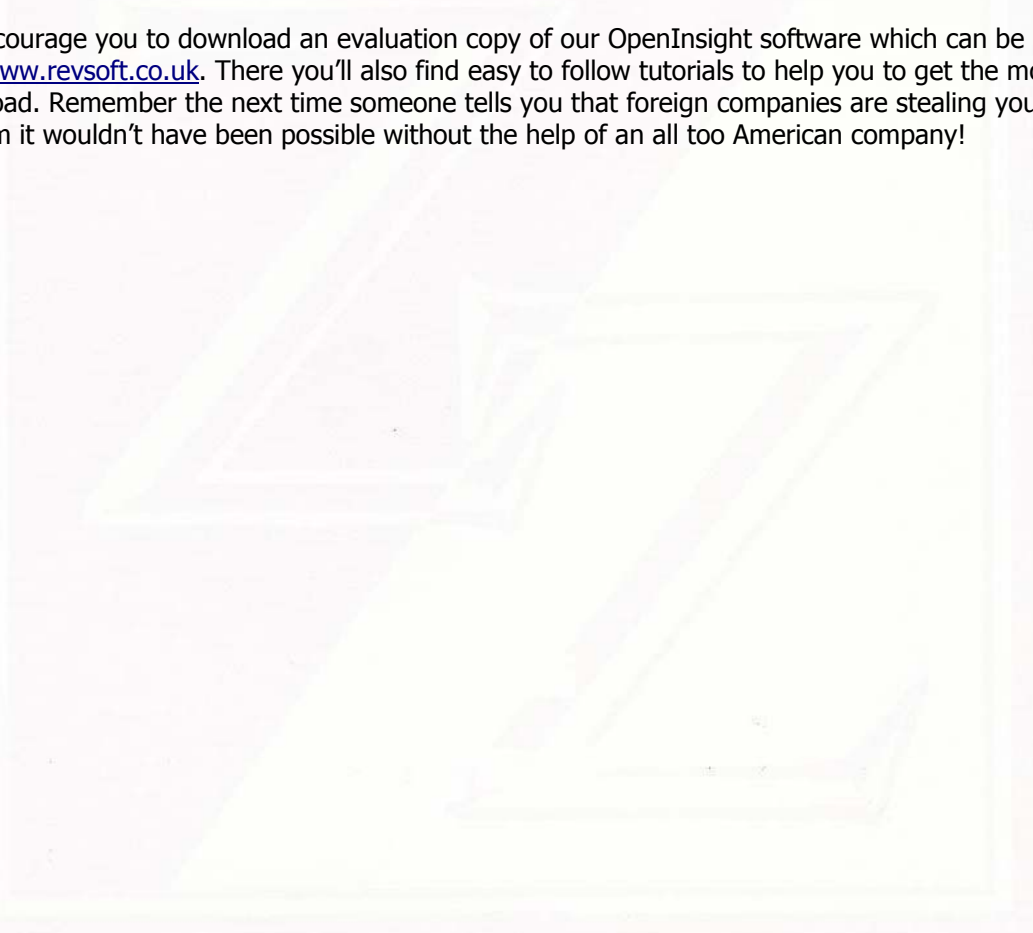 courage you to download an evaluation copy of our OpenInsight software which can be
ww.revsoft.co.uk. There you'll also find easy to follow tutorials to help you to get the mo
oad. Remember the next time someone tells you that foreign companies are stealing you
m it wouldn't have been possible without the help of an all too American company!